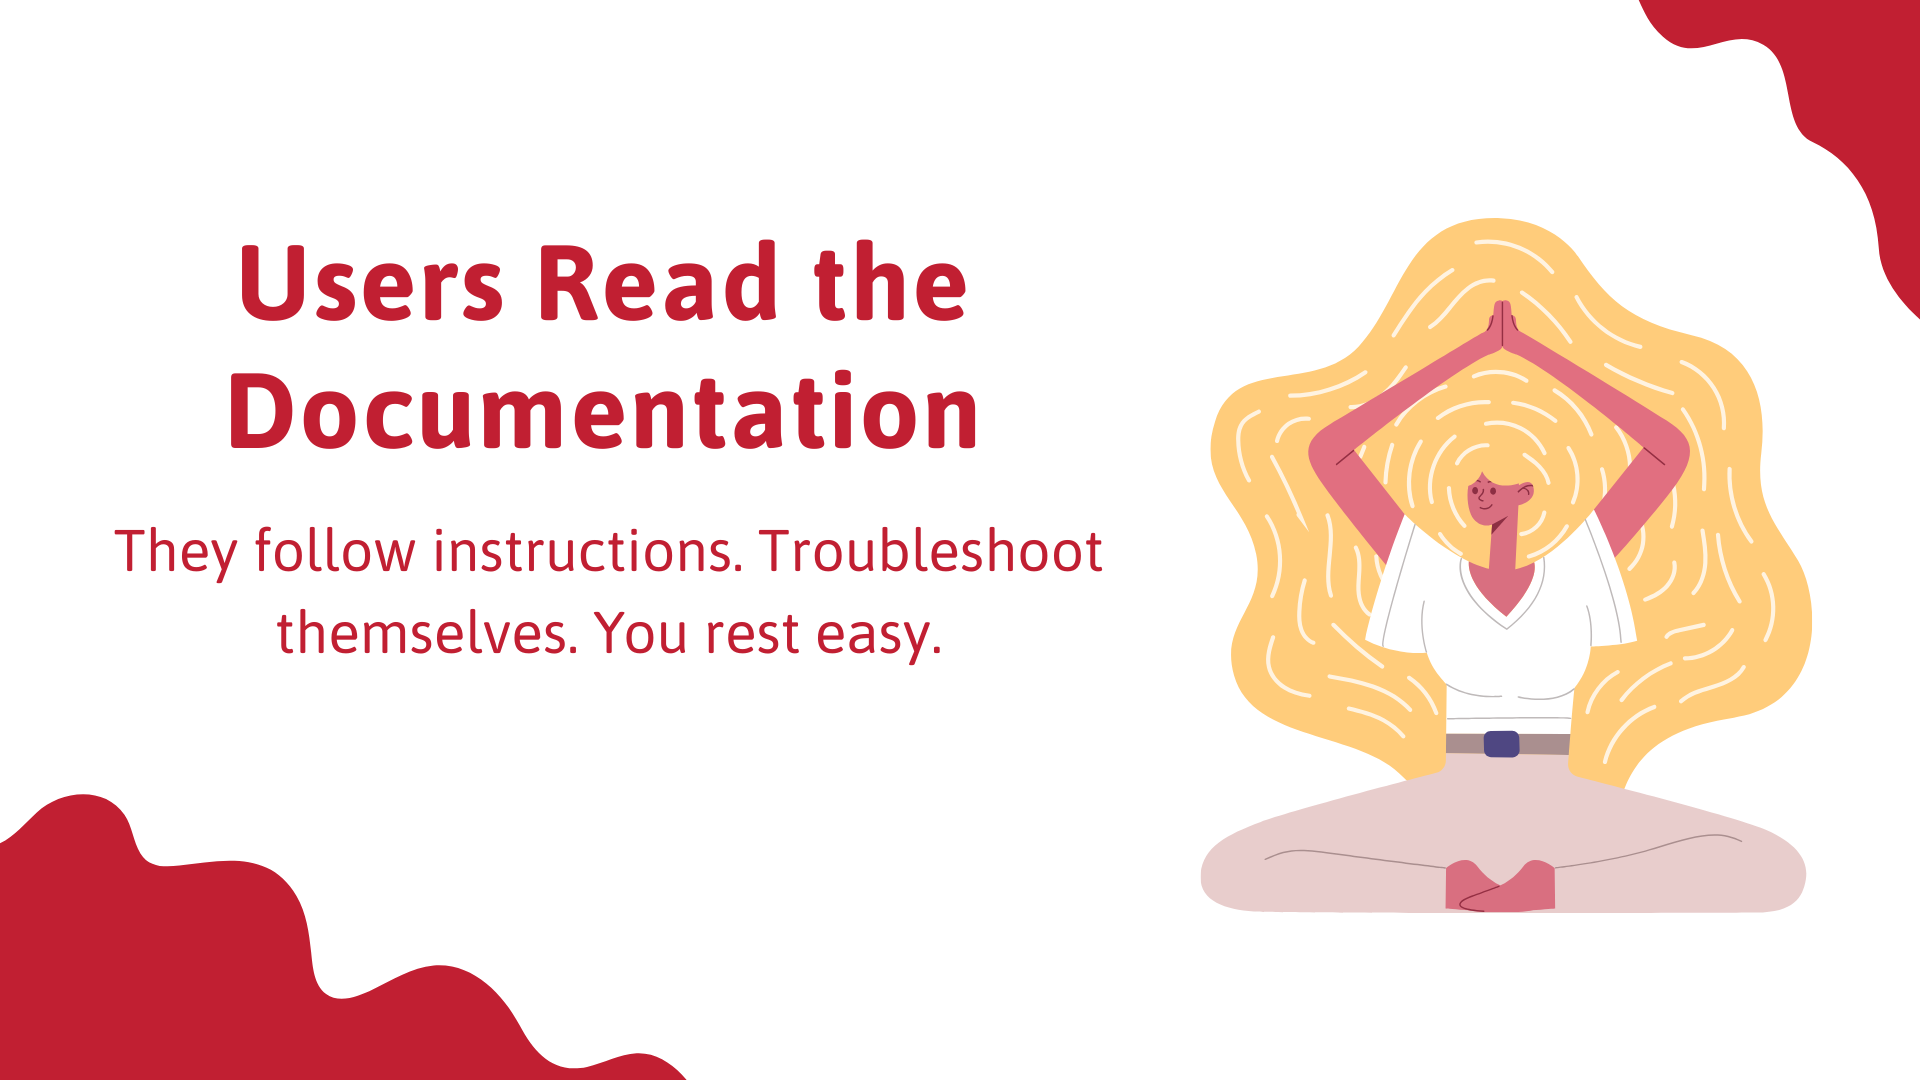 Users Read the
Documentation
They follow instructions. Troubleshoot
themselves. You rest easy.